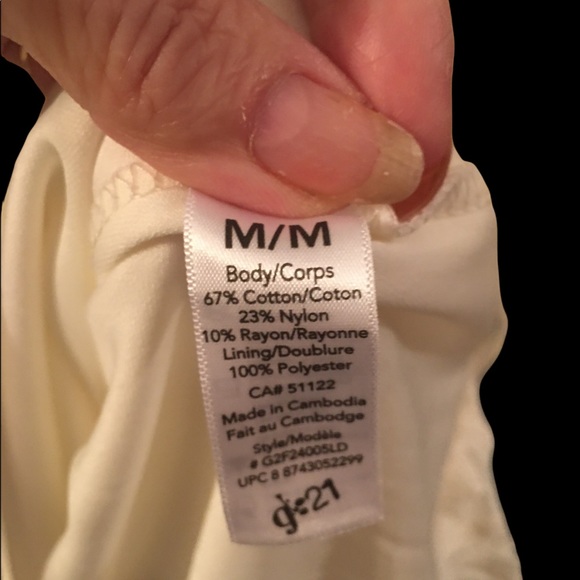 M/M
Body/Corps
67% Cotton/Coton
23% Nylon
10% Rayon/Rayonne
Lining/Doublure
100% Polyester
CA# 51122
Made in Cambodia
Fait au Cambodge
Style/Modèle
# G2F24005LD
UPC 8 8743052299
21